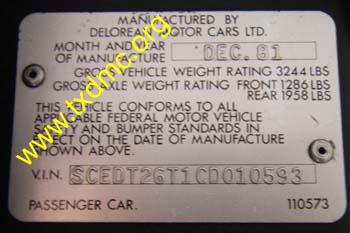 MANUFACTURED BY
DELOREAN MOTOR CARS LTD.
MONTH AND YEAR
OF MANUFACTURE DEC. 81
GROSS VEHICLE WEIGHT RATING 3244 LBS
GROSS AXLE WEIGHT RATING FRONT 1286 LBS
REAR 1958 LBS
THIS VEHICLE CONFORMS TO ALL
APPLICABLE FEDERAL MOTOR VEHICLE
SAFETY AND BUMPER STANDARDS IN
EFFECT ON THE DATE OF MANUFACTURE
SHOWN ABOVE.
V.I.N. SCEDT26T1CD010593
PASSENGER CAR. 110573
www.txdmc.org